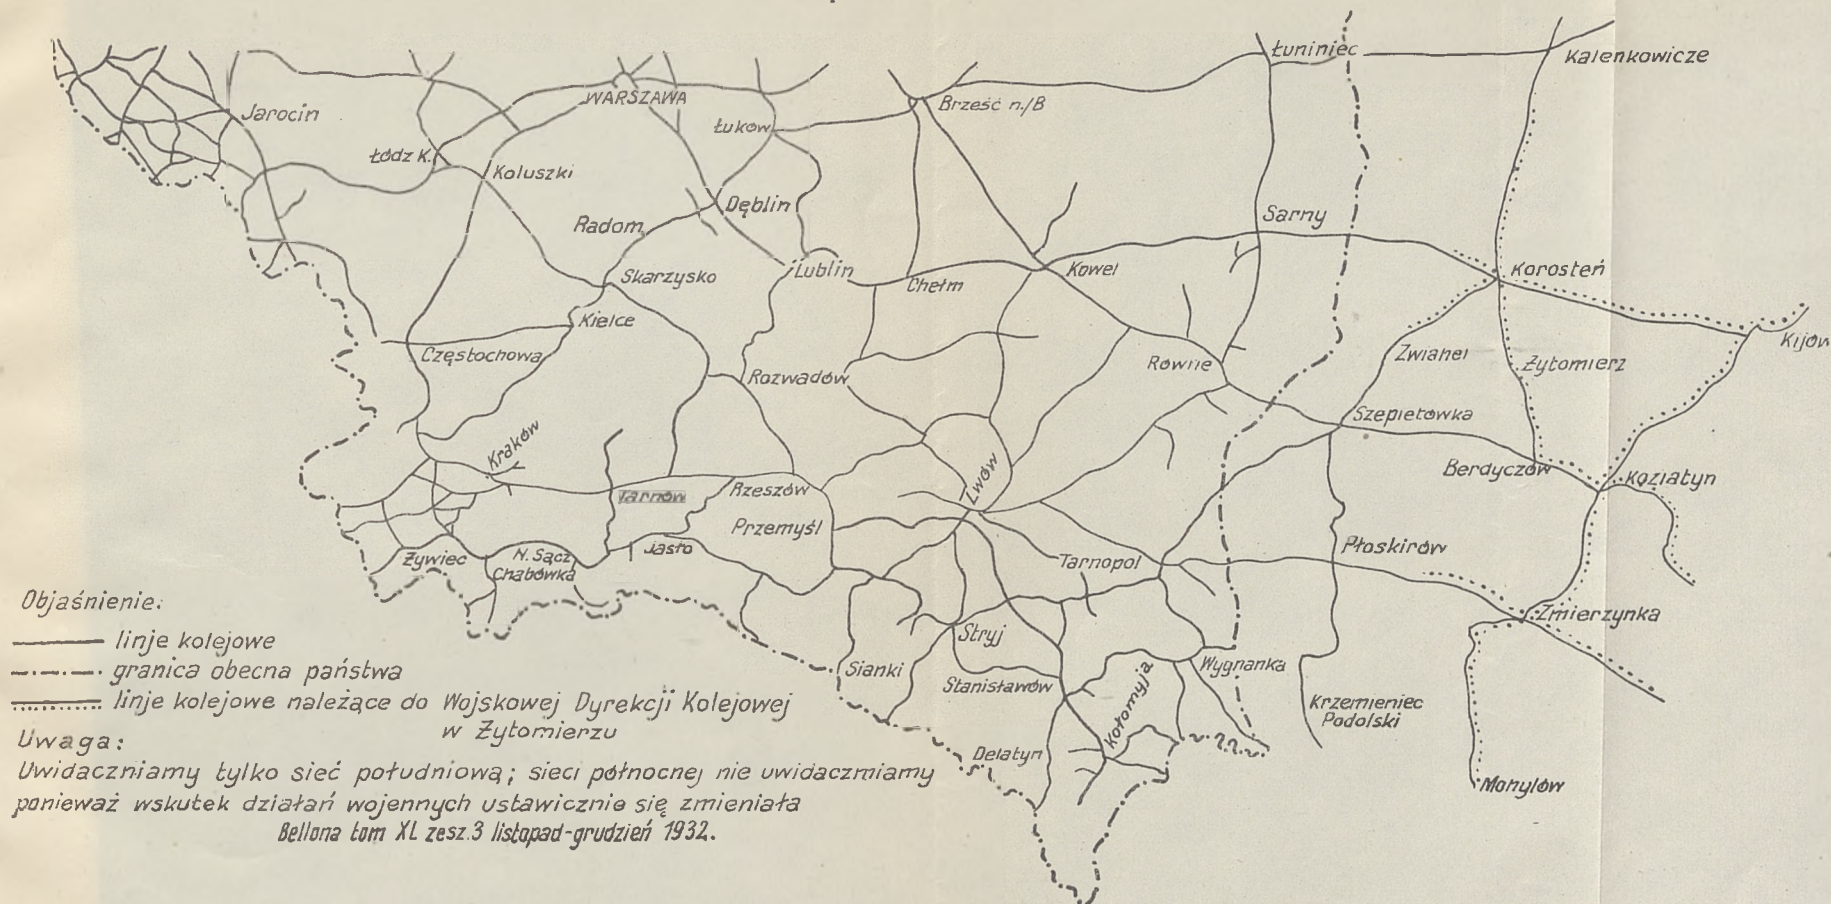 Łuniniec
Kalenkowicze
Jarocin
WARSZAWA
Łuków
Brześć n./B
Łódz K.
Koluszki
Dęblin
Radom
Sarny
Skarzysko
Lublin
Chełm
Kowel
Korosteń
Kielce
Kijów
Częstochowa
Rozwadów
Równe
Zwiahel
Żytomierz
Szepietówka
Kraków
Berdyczów
Koziatyn
Tarnów
Rzeszów
Lwów
Przemyśl
Płoskirów
Żywiec
N. Sącz
Jasło
Chabówka
Tarnopol
Żmierzynka
Stryj
Sianki
Stanisławów
Kołomyja
Wygnanka
Krzemieniec
Podolski
Delatyn
Mohylów
Objaśnienie:
linje kolejowe
granica obecna państwa
linje kolejowe należące do Wojskowej Dyrekcji Kolejowej
w Żytomierzu
Uwaga:
Uwidaczniamy tylko sieć południową; sieci północnej nie uwidaczmiamy
ponieważ wskutek działań wojennych ustawicznie się zmieniała
Bellona tom XL zesz.3 listopad-grudzień 1932.